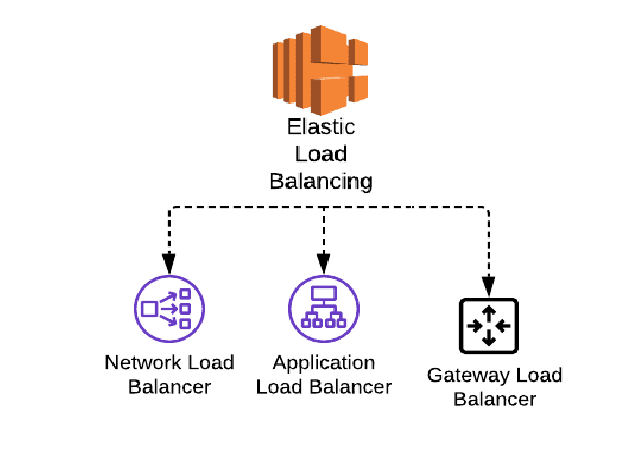 Elastic
Load
Balancing
Network Load
Balancer
Application
Load Balancer
Gateway Load
Balancer